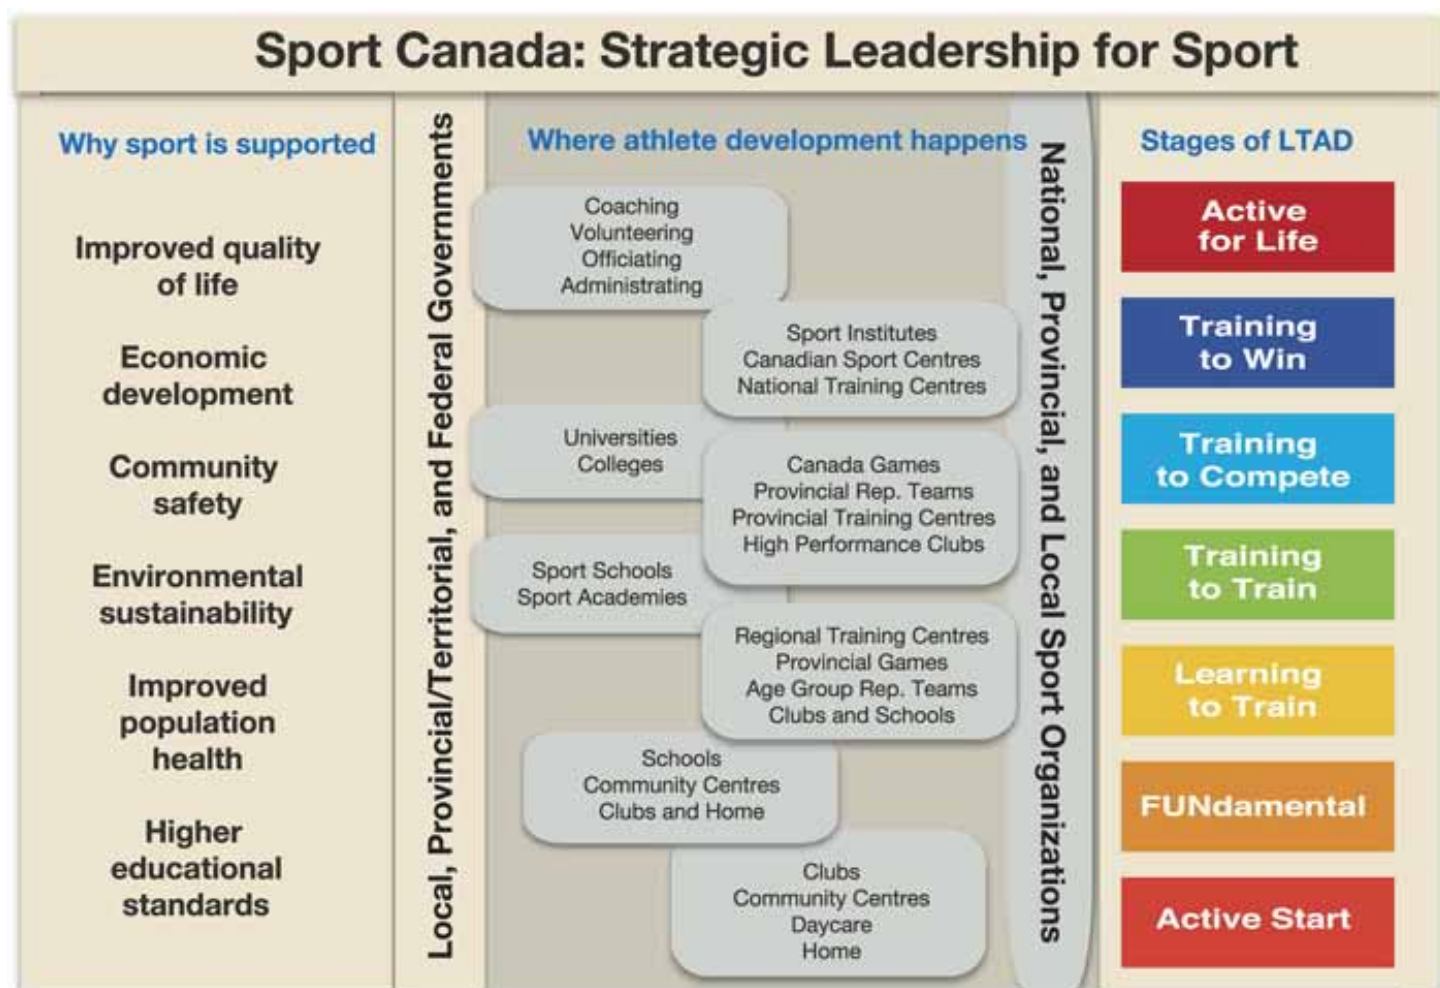 Sport Canada: Strategic Leadership for Sport
Why sport is supported
Improved quality
of life
Economic
development
Community
safety
Environmental
sustainability
Improved
population
health
Higher
educational
standards
Local, Provincial/Territorial, and Federal Governments
Where athlete development happens
Coaching
Volunteering
Officiating
Administrating
Sport Institutes
Canadian Sport Centres
National Training Centres
Universities
Colleges
Canada Games
Provincial Rep. Teams
Provincial Training Centres
High Performance Clubs
Sport Schools
Sport Academies
Regional Training Centres
Provincial Games
Age Group Rep. Teams
Clubs and Schools
Schools
Community Centres
Clubs and Home
Clubs
Community Centres
Daycare
Home
National, Provincial, and Local Sport Organizations
Stages of LTAD
Active
for Life
Training
to Win
Training
to Compete
Training
to Train
Learning
to Train
FUNdamental
Active Start